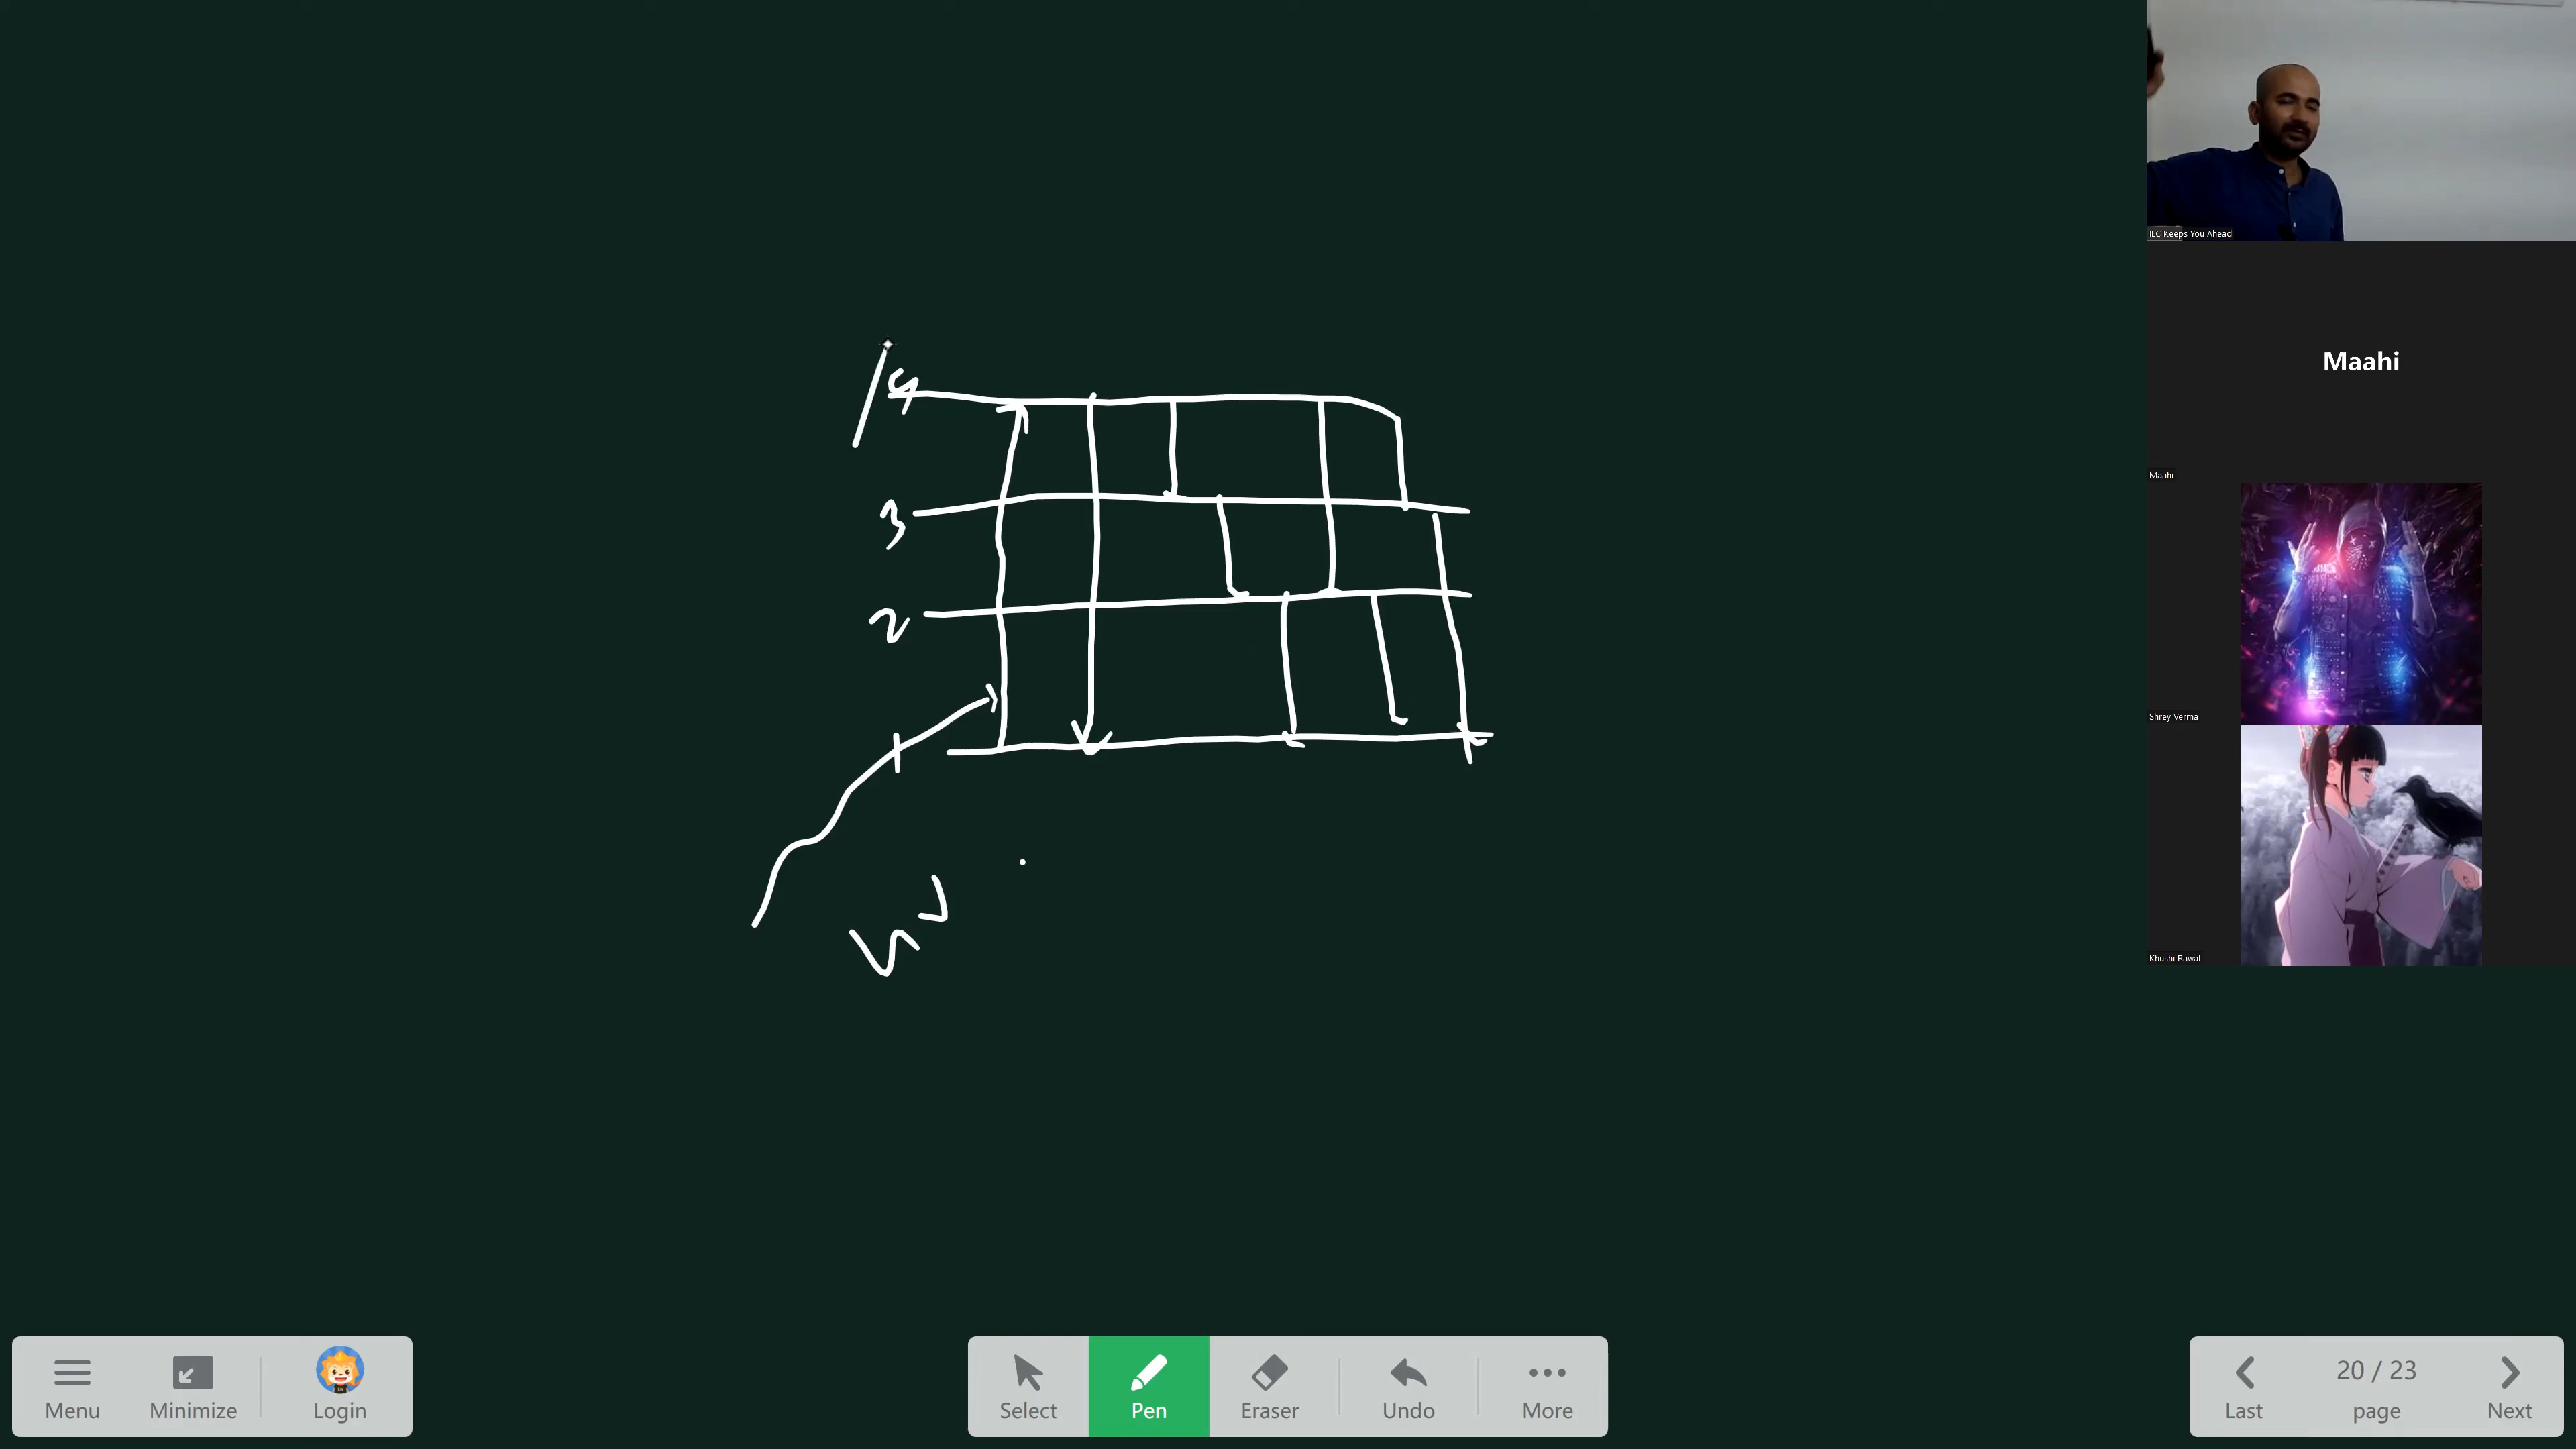 ILC Keeps You Ahead
Maahi
Maahi
Shrey Verma
Khushi Rawat
4
3
2
1
hν
Menu
Minimize
Login
Select
Pen
Eraser
Undo
More
Last
20 / 23
page
Next